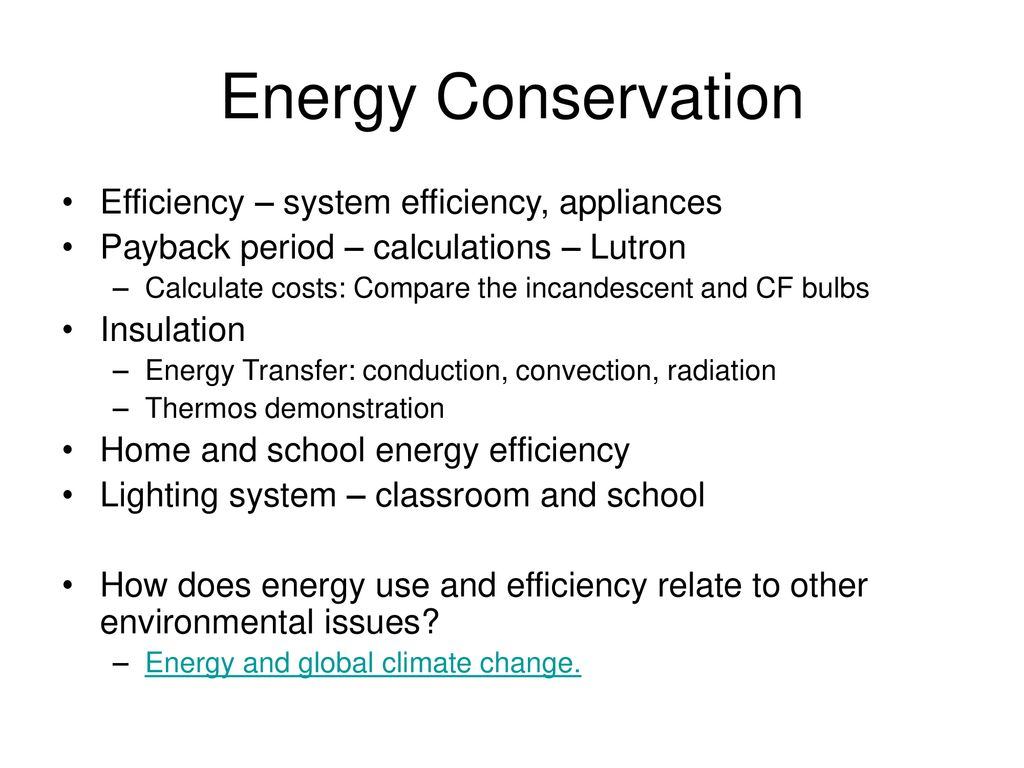 Energy Conservation
• Efficiency – system efficiency, appliances
• Payback period – calculations – Lutron
– Calculate costs: Compare the incandescent and CF bulbs
• Insulation
– Energy Transfer: conduction, convection, radiation
– Thermos demonstration
• Home and school energy efficiency
• Lighting system – classroom and school
• How does energy use and efficiency relate to other
environmental issues?
– Energy and global climate change.